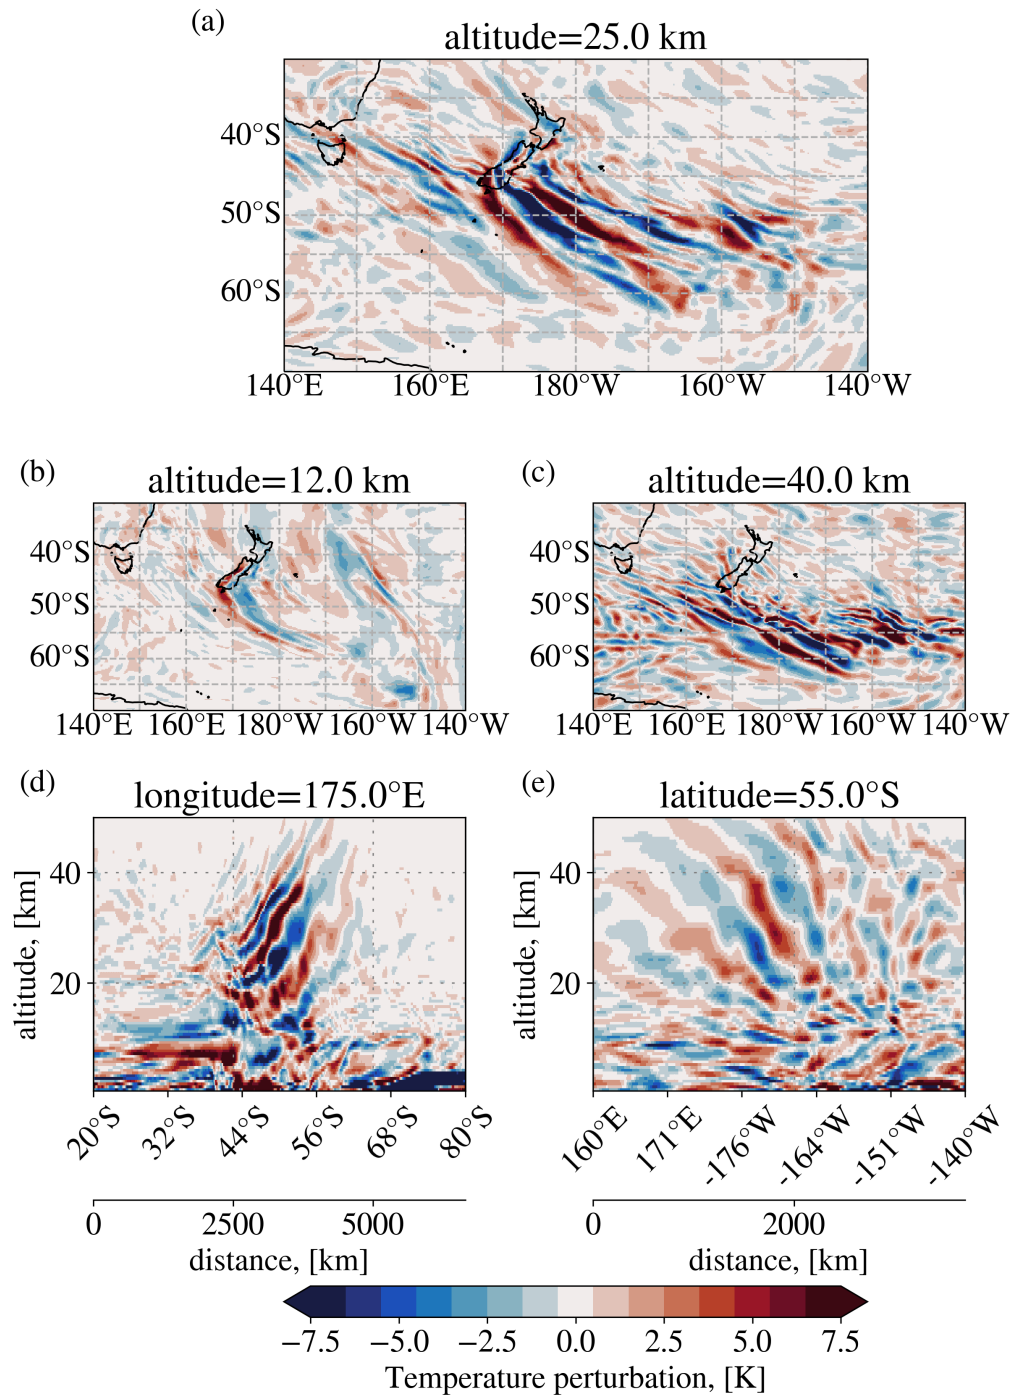 (a)
altitude=25.0 km
40°S
50°S
60°S
140°E 160°E 180°W 160°W 140°W
(b)
altitude=12.0 km
40°S
50°S
60°S
140°E 160°E 180°W 160°W 140°W
(c)
altitude=40.0 km
40°S
50°S
60°S
140°E 160°E 180°W 160°W 140°W
(d)
longitude=175.0°E
altitude, [km]
40
20
20°S 32°S 44°S 56°S 68°S 80°S
0 2500 5000
distance, [km]
(e)
latitude=55.0°S
altitude, [km]
40
20
160°E 171°E -176°W -164°W -151°W -140°W
0 2000
distance, [km]
−7.5 −5.0 −2.5 0.0 2.5 5.0 7.5
Temperature perturbation, [K]